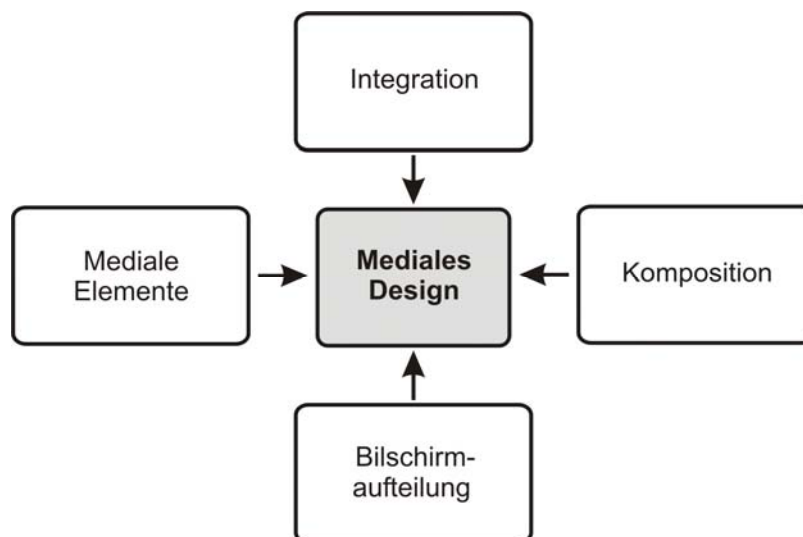 Integration
Mediale
Elemente
Mediales
Design
Komposition
Bilschirm-
aufteilung